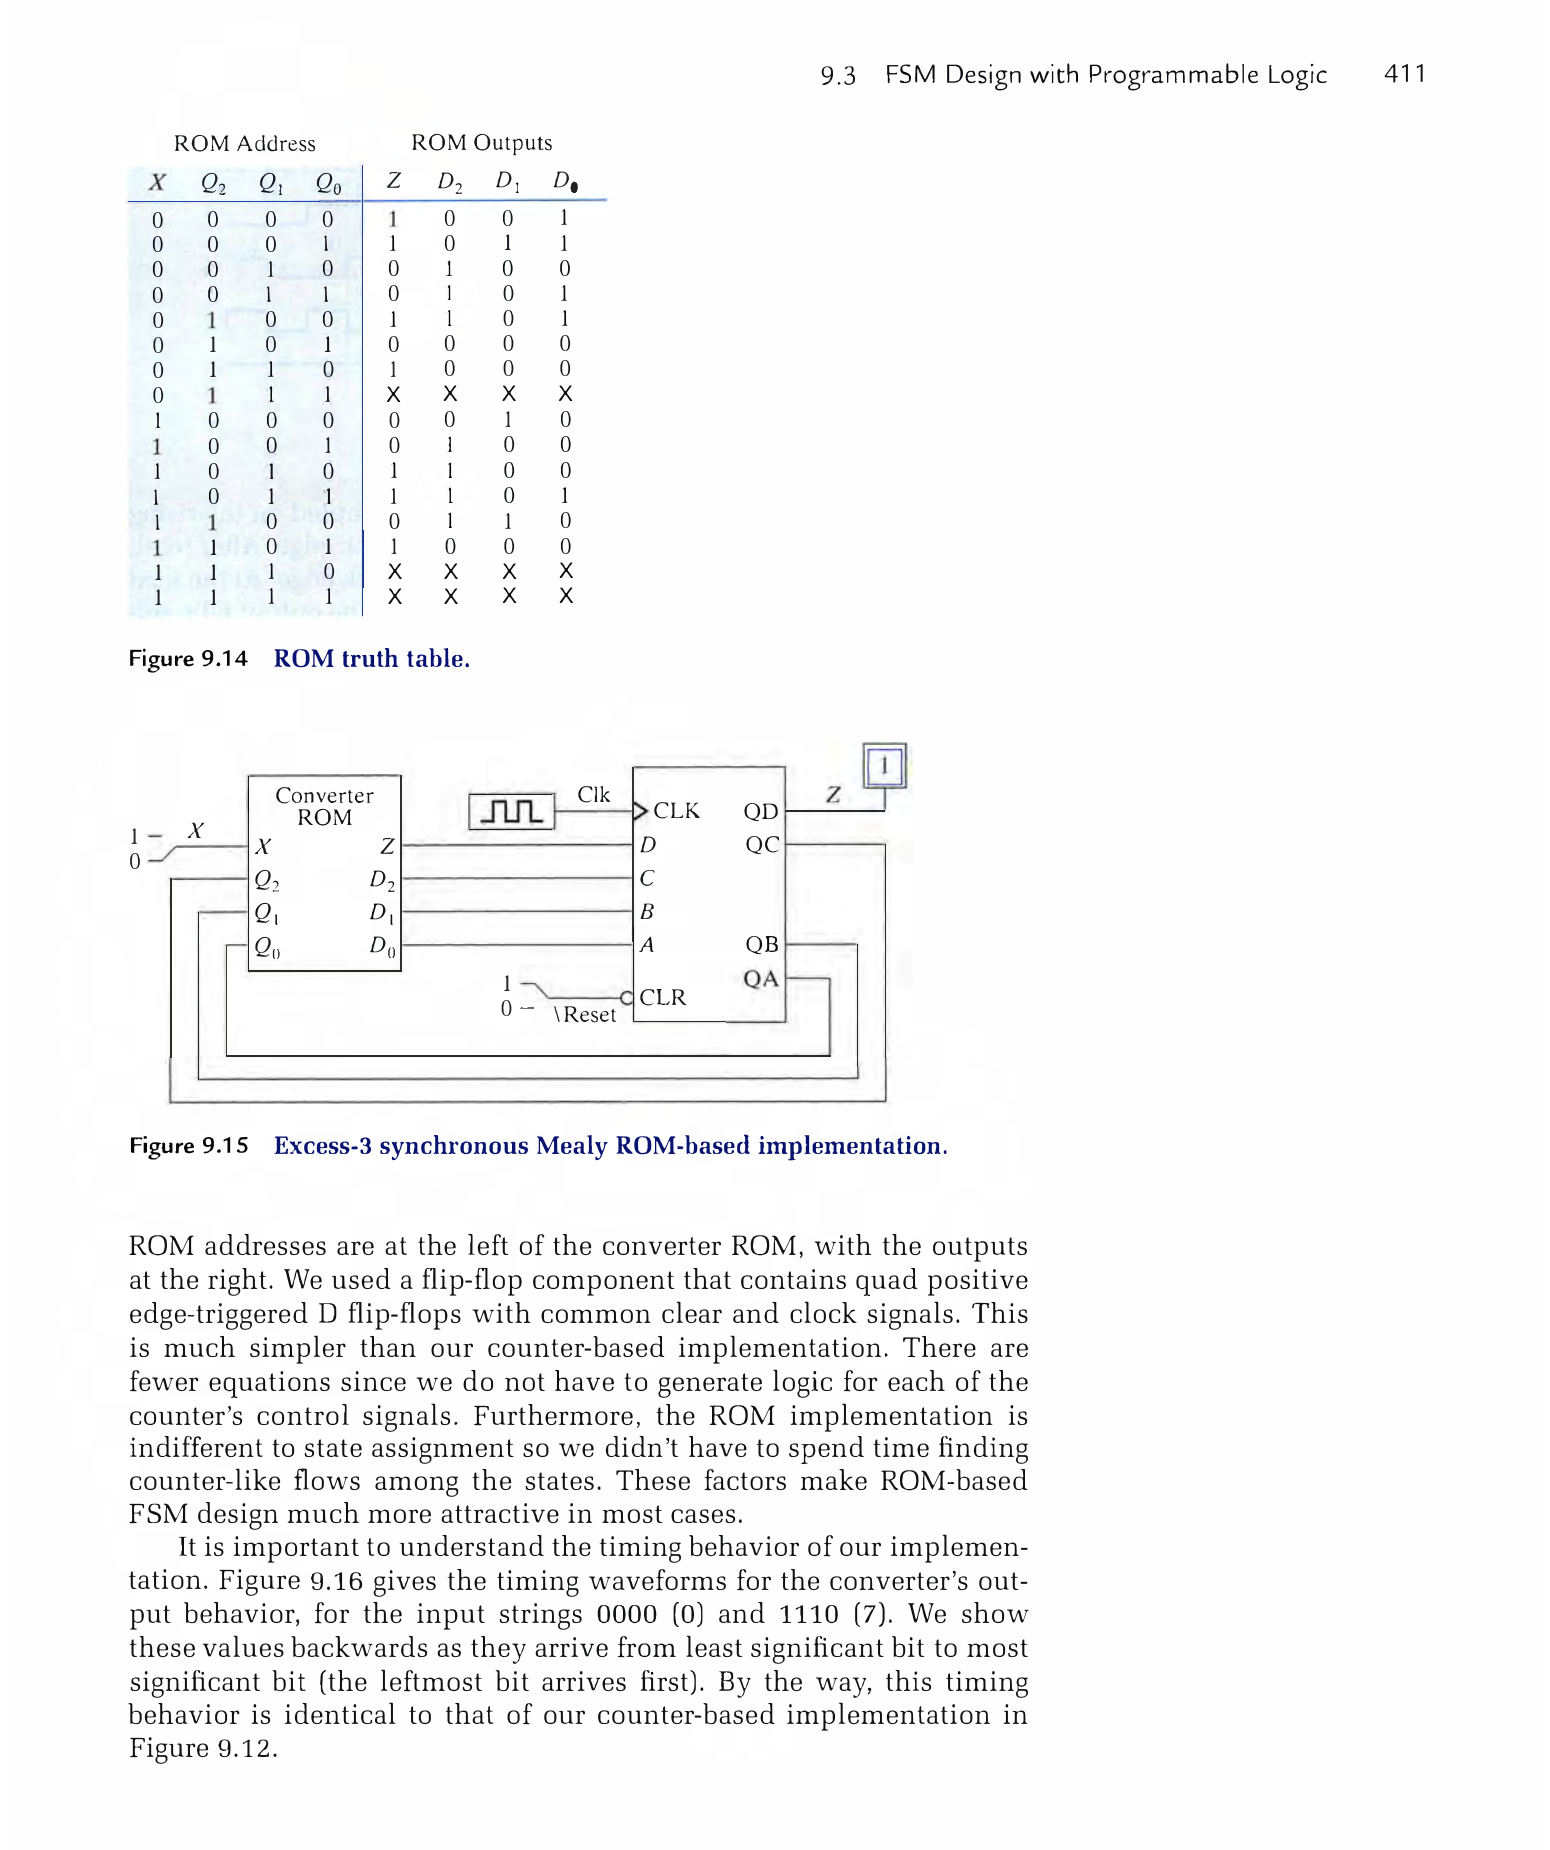 9.3 FSM Design with Programmable Logic 411
ROM Address ROM Outputs
X Q₂ Q₁ Q₀ Z D₂ D₁ D●
0 0 0 0 1 0 0 1
0 0 0 1 1 0 1 1
0 0 1 0 0 1 0 0
0 0 1 1 0 1 0 1
0 1 0 0 1 1 0 1
0 1 0 1 0 0 0 0
0 1 1 0 1 0 0 0
0 1 1 1 X X X X
1 0 0 0 0 0 1 0
1 0 0 1 0 1 0 0
1 0 1 0 1 1 0 0
1 0 1 1 1 1 0 1
1 1 0 0 0 1 1 0
1 1 0 1 1 0 0 0
1 1 1 0 X X X X
1 1 1 1 X X X X
Figure 9.14 ROM truth table.
1
Converter
ROM
Clk
Z
CLK QD
1 X
0
X Z
D QC
Q₂ D₂
C
Q₁ D₁
B
Q₀ D₀
A QB
QA
1
0
\Reset
CLR
Figure 9.15 Excess-3 synchronous Mealy ROM-based implementation.
ROM addresses are at the left of the converter ROM, with the outputs
at the right. We used a flip-flop component that contains quad positive
edge-triggered D flip-flops with common clear and clock signals. This
is much simpler than our counter-based implementation. There are
fewer equations since we do not have to generate logic for each of the
counter's control signals. Furthermore, the ROM implementation is
indifferent to state assignment so we didn't have to spend time finding
counter-like flows among the states. These factors make ROM-based
FSM design much more attractive in most cases.
It is important to understand the timing behavior of our implemen-
tation. Figure 9.16 gives the timing waveforms for the converter's out-
put behavior, for the input strings 0000 (0) and 1110 (7). We show
these values backwards as they arrive from least significant bit to most
significant bit (the leftmost bit arrives first). By the way, this timing
behavior is identical to that of our counter-based implementation in
Figure 9.12.